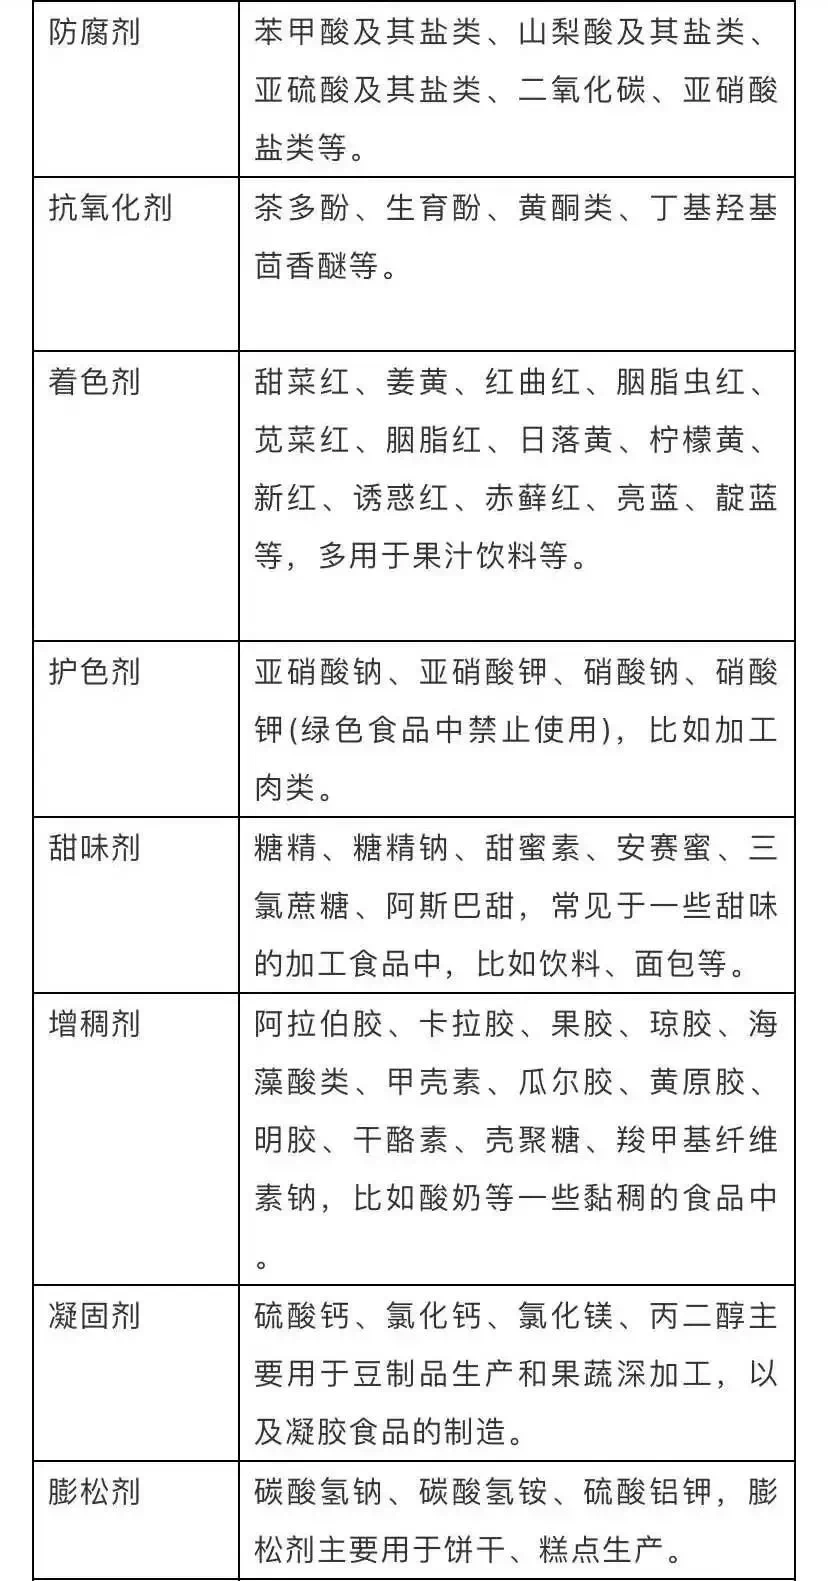 防腐剂
苯甲酸及其盐类、山梨酸及其盐类、
亚硫酸及其盐类、二氧化碳、亚硝酸
盐类等。
抗氧化剂
茶多酚、生育酚、黄酮类、丁基羟基
茴香醚等。
着色剂
甜菜红、姜黄、红曲红、胭脂虫红、
苋菜红、胭脂红、日落黄、柠檬黄、
新红、诱惑红、赤藓红、亮蓝、靛蓝
等，多用于果汁饮料等。
护色剂
亚硝酸钠、亚硝酸钾、硝酸钠、硝酸
钾(绿色食品中禁止使用)，比如加工
肉类。
甜味剂
糖精、糖精钠、甜蜜素、安赛蜜、三
氯蔗糖、阿斯巴甜，常见于一些甜味
的加工食品中，比如饮料、面包等。
增稠剂
阿拉伯胶、卡拉胶、果胶、琼胶、海
藻酸类、甲壳素、瓜尔胶、黄原胶、
明胶、干酪素、壳聚糖、羧甲基纤维
素钠，比如酸奶等一些黏稠的食品中
。
凝固剂
硫酸钙、氯化钙、氯化镁、丙二醇主
要用于豆制品生产和果蔬深加工，以
及凝胶食品的制造。
膨松剂
碳酸氢钠、碳酸氢铵、硫酸铝钾，膨
松剂主要用于饼干、糕点生产。